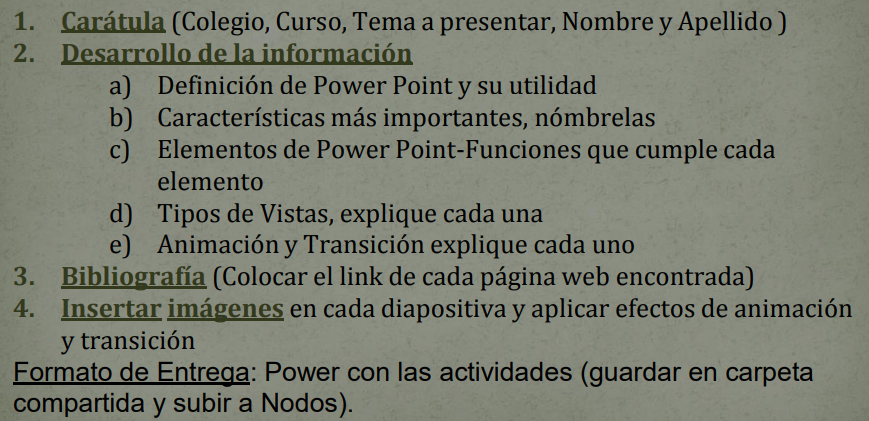 1. Carátula (Colegio, Curso, Tema a presentar, Nombre y Apellido )
2. Desarrollo de la información
a) Definición de Power Point y su utilidad
b) Características más importantes, nómbrelas
c) Elementos de Power Point-Funciones que cumple cada
elemento
d) Tipos de Vistas, explique cada una
e) Animación y Transición explique cada uno
3. Bibliografía (Colocar el link de cada página web encontrada)
4. Insertar imágenes en cada diapositiva y aplicar efectos de animación
y transición
Formato de Entrega: Power con las actividades (guardar en carpeta
compartida y subir a Nodos).